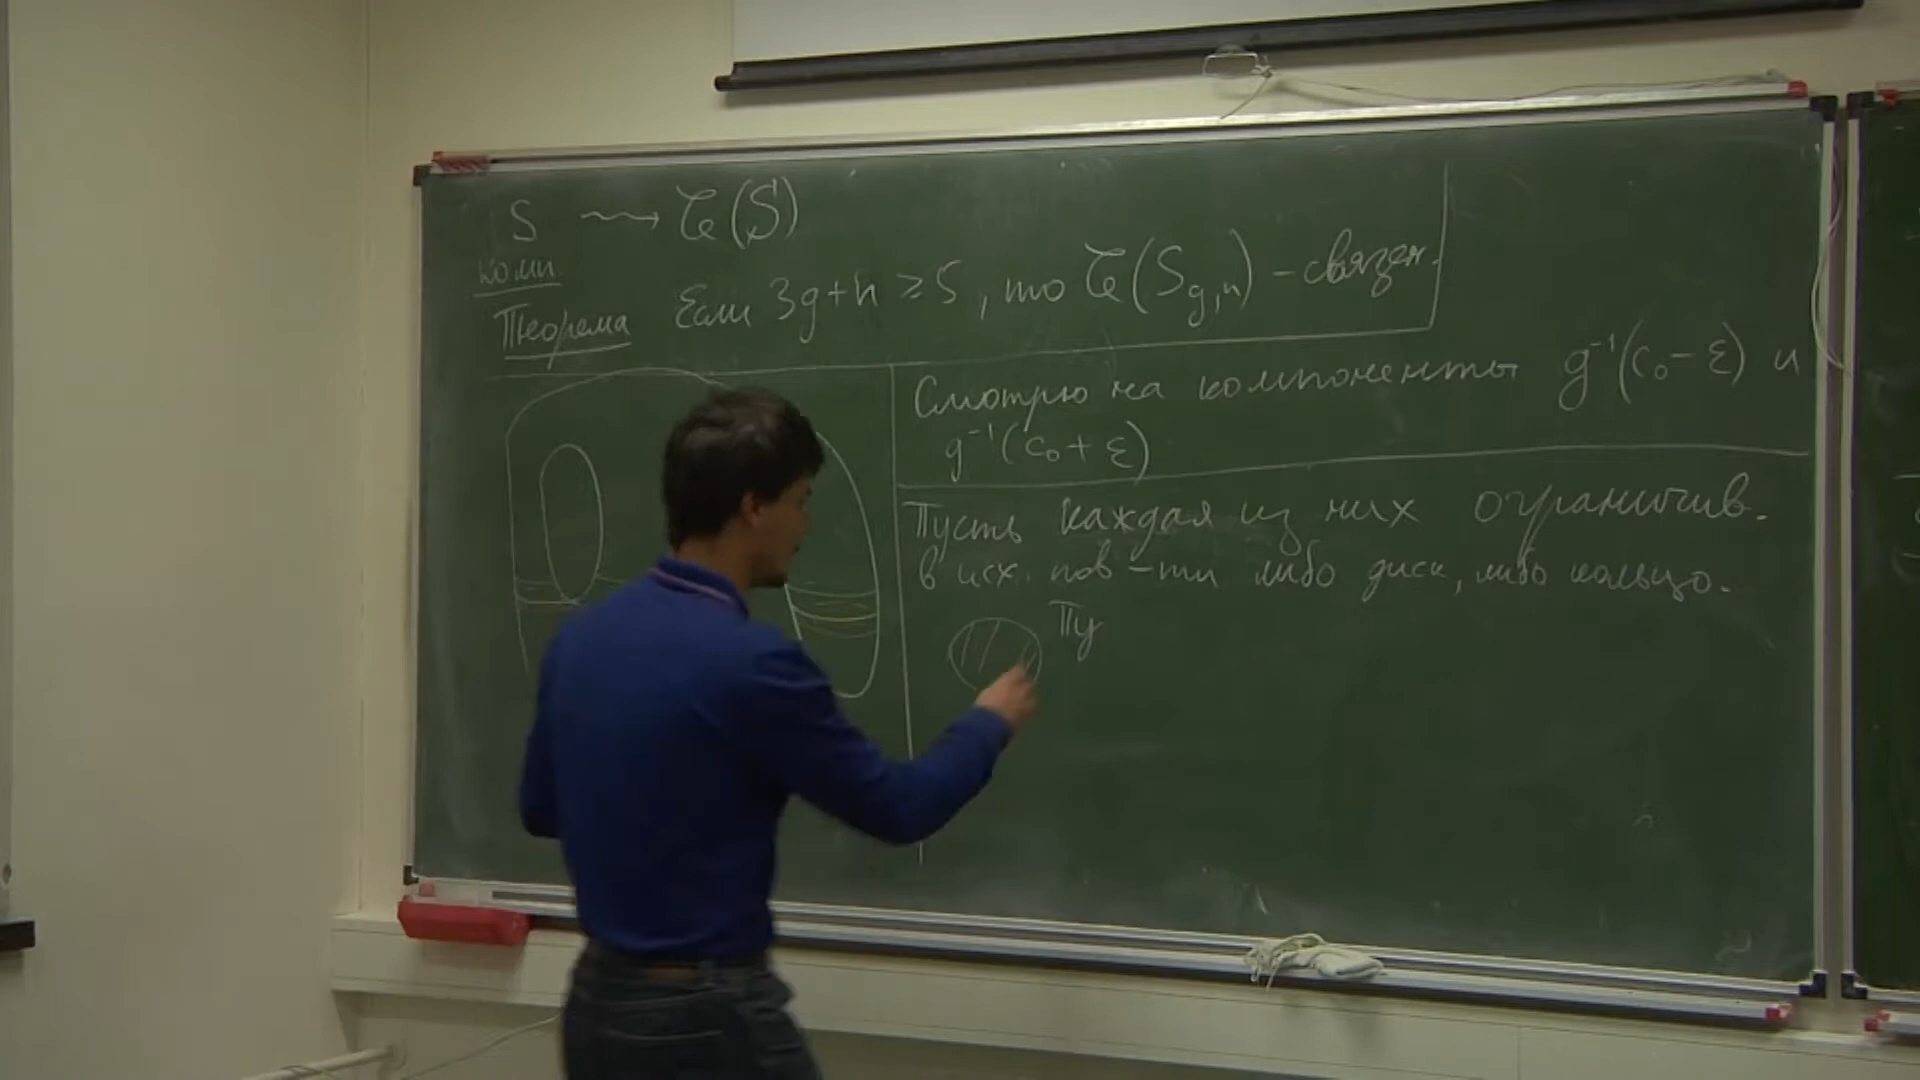 S ⇝ 𝒞(S)
комп.
Теорема Если 3g+n ≥ 5, то 𝒞(S_{g,n}) – связен.
Смотрю на компоненты g⁻¹(c₀ – ε) и
g⁻¹(c₀ + ε)
Пусть каждая из них ограничив.
в исх. пов–ти либо диск, либо кольцо.
Пу